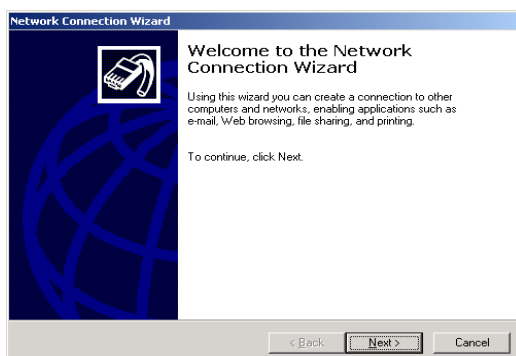 Network Connection Wizard
Welcome to the Network
Connection Wizard
Using this wizard you can create a connection to other
computers and networks, enabling applications such as
e-mail, Web browsing, file sharing, and printing.
To continue, click Next.
< Back
Next >
Cancel